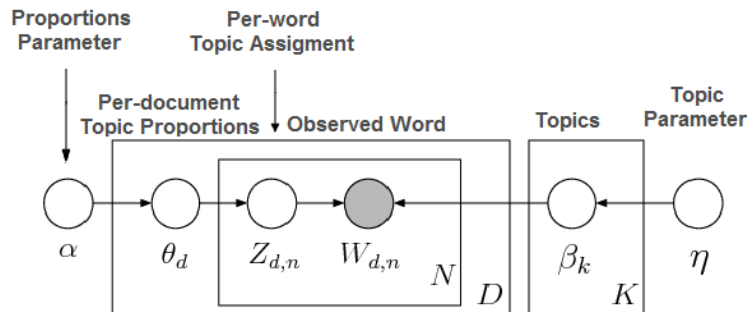 Proportions
Parameter
Per-word
Topic Assigment
Per-document
Topic Proportions
Observed Word
Topics
Topic
Parameter
α
θ_d
Z_{d,n}
W_{d,n}
N
D
β_k
K
η